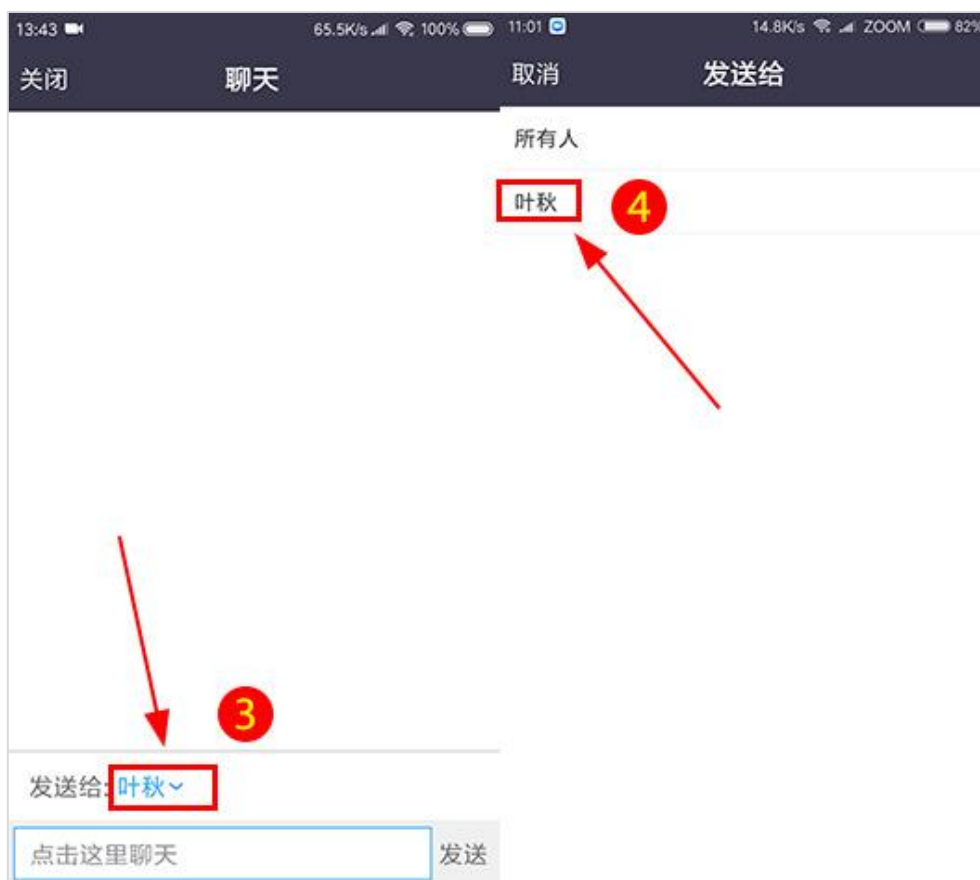 13:43 65.5K/s 100%
关闭 聊天
3
发送给:叶秋
点击这里聊天 发送
11:01 14.8K/s ZOOM 82%
取消 发送给
所有人
叶秋 4